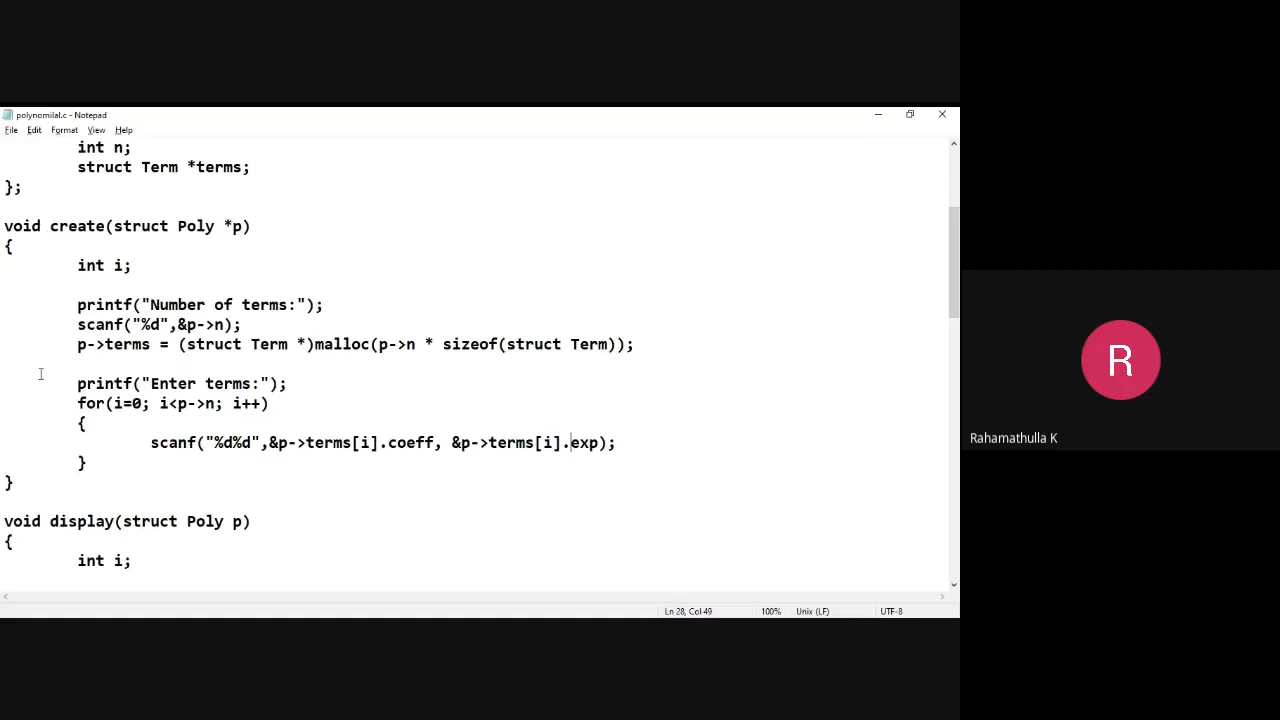 polynomilal.c - Notepad
File Edit Format View Help
int n;
struct Term *terms;
};
void create(struct Poly *p)
{
int i;
printf("Number of terms:");
scanf("%d",&p->n);
p->terms = (struct Term *)malloc(p->n * sizeof(struct Term));
printf("Enter terms:");
for(i=0; i<p->n; i++)
{
scanf("%d%d",&p->terms[i].coeff, &p->terms[i].exp);
}
}
void display(struct Poly p)
{
int i;
Ln 28, Col 49 100% Unix (LF) UTF-8
R
Rahamathulla K